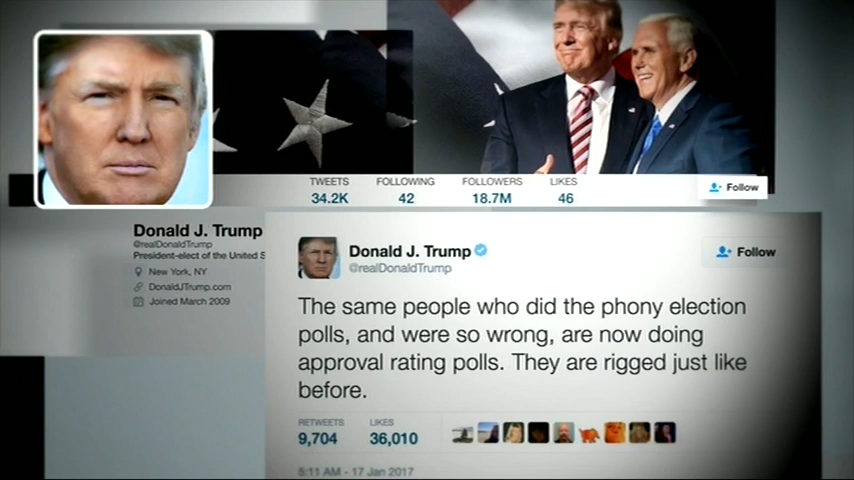 TWEETS FOLLOWING FOLLOWERS LIKES
34.2K 42 18.7M 46
Follow
Donald J. Trump
@realDonaldTrump
President-elect of the United S
New York, NY
DonaldJTrump.com
Joined March 2009
Donald J. Trump
@realDonaldTrump
Follow
The same people who did the phony election
polls, and were so wrong, are now doing
approval rating polls. They are rigged just like
before.
RETWEETS LIKES
9,704 36,010
5:11 AM - 17 Jan 2017